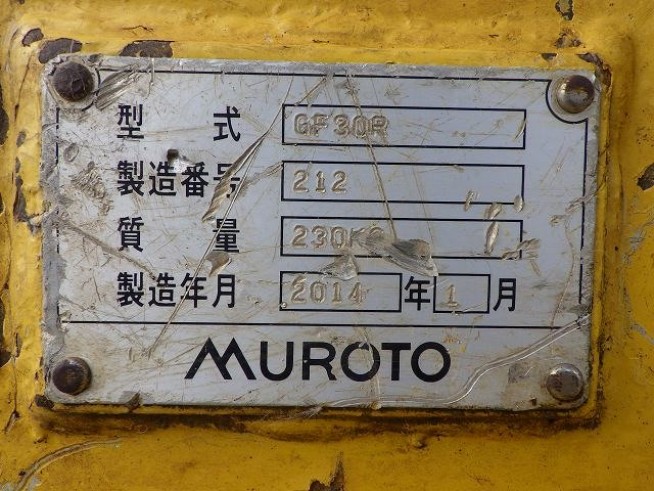 型 式 GF30R
製造番号 212
質 量 230KG
製造年月 2014 年 1 月
MUROTO